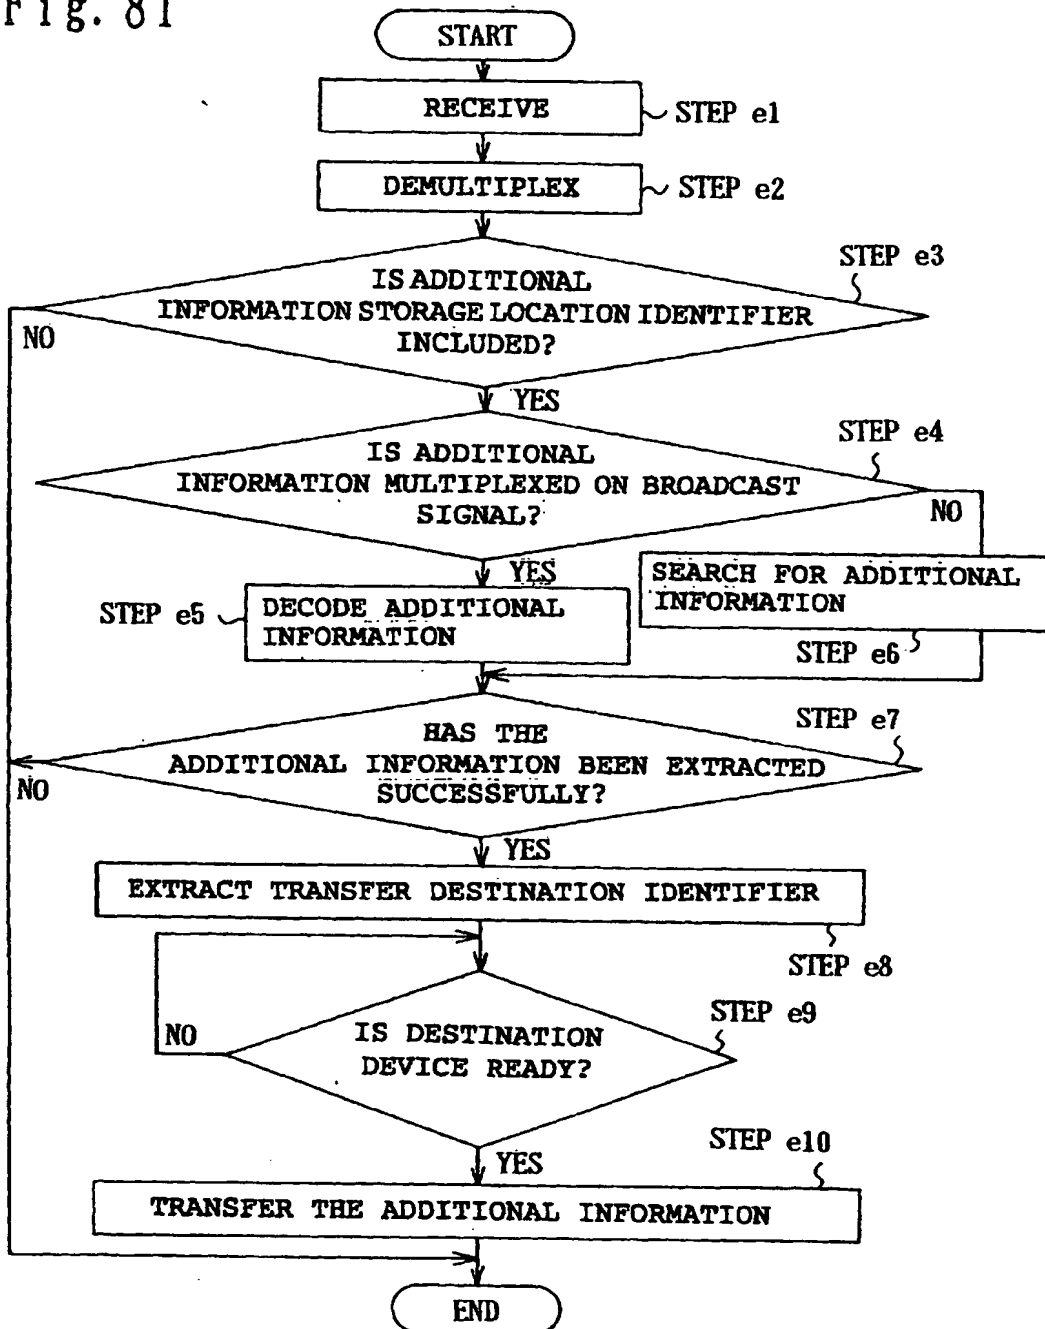 Fig. 81
START
RECEIVE
STEP e1
DEMULTIPLEX
STEP e2
STEP e3
IS ADDITIONAL
INFORMATION STORAGE LOCATION IDENTIFIER
INCLUDED?
NO
YES
STEP e4
IS ADDITIONAL
INFORMATION MULTIPLEXED ON BROADCAST
SIGNAL?
NO
YES
STEP e5
DECODE ADDITIONAL
INFORMATION
SEARCH FOR ADDITIONAL
INFORMATION
STEP e6
STEP e7
HAS THE
ADDITIONAL INFORMATION BEEN EXTRACTED
SUCCESSFULLY?
NO
YES
EXTRACT TRANSFER DESTINATION IDENTIFIER
STEP e8
STEP e9
IS DESTINATION
DEVICE READY?
NO
YES
STEP e10
TRANSFER THE ADDITIONAL INFORMATION
END